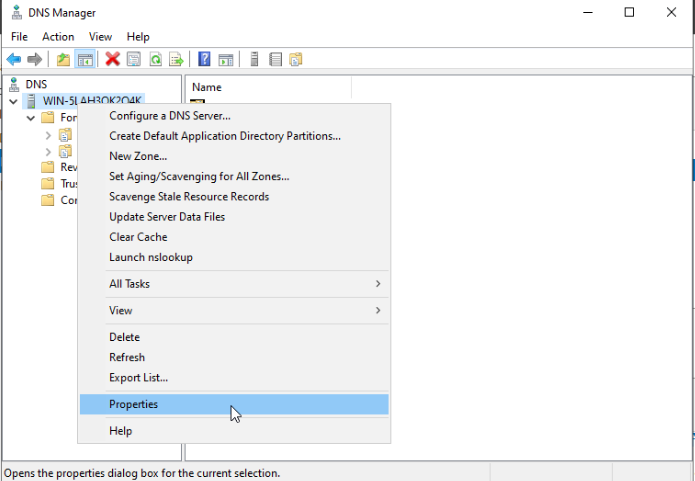 DNS Manager
File Action View Help
DNS
Name
WIN-5LAH3OK2O4K
For
Rev
Trus
Cor
Configure a DNS Server...
Create Default Application Directory Partitions...
New Zone...
Set Aging/Scavenging for All Zones...
Scavenge Stale Resource Records
Update Server Data Files
Clear Cache
Launch nslookup
All Tasks
View
Delete
Refresh
Export List...
Properties
Help
Opens the properties dialog box for the current selection.